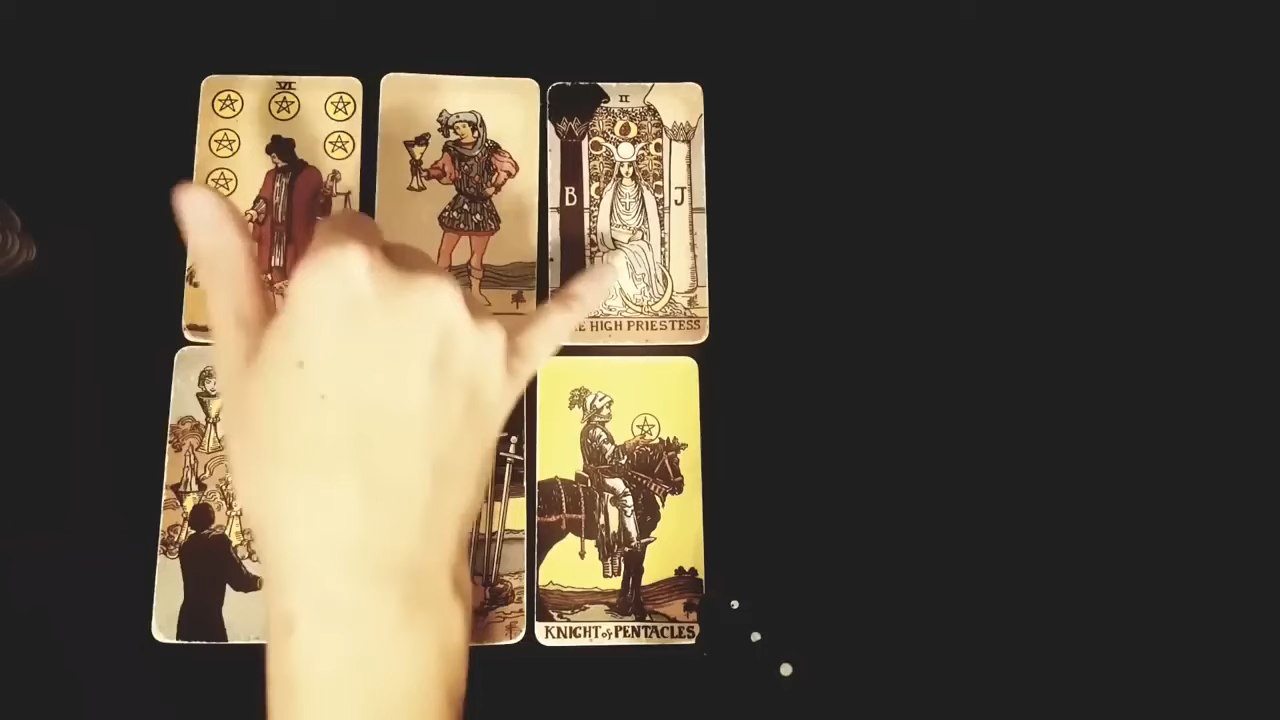 VI
II
B J
HIGH PRIESTESS
KNIGHT of PENTACLES